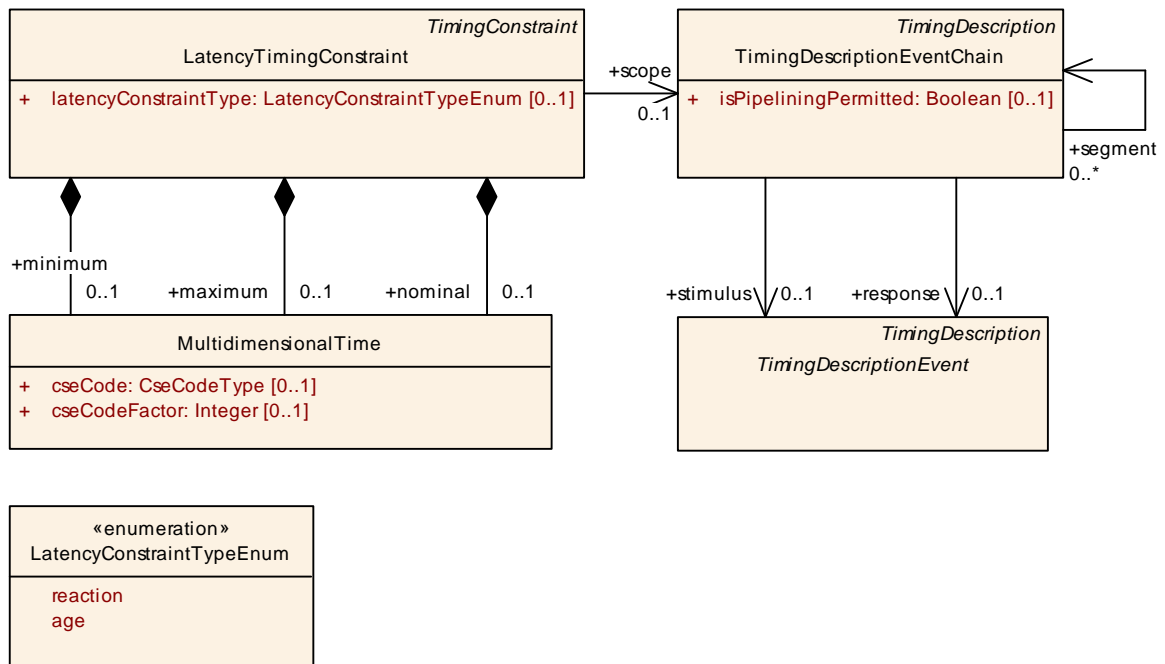 TimingConstraint
LatencyTimingConstraint
+ latencyConstraintType: LatencyConstraintTypeEnum [0..1]
+scope
0..1
TimingDescription
TimingDescriptionEventChain
+ isPipeliningPermitted: Boolean [0..1]
+segment
0..*
+minimum
0..1
+maximum
0..1
+nominal
0..1
+stimulus
0..1
+response
0..1
MultidimensionalTime
+ cseCode: CseCodeType [0..1]
+ cseCodeFactor: Integer [0..1]
TimingDescription
TimingDescriptionEvent
«enumeration»
LatencyConstraintTypeEnum
reaction
age